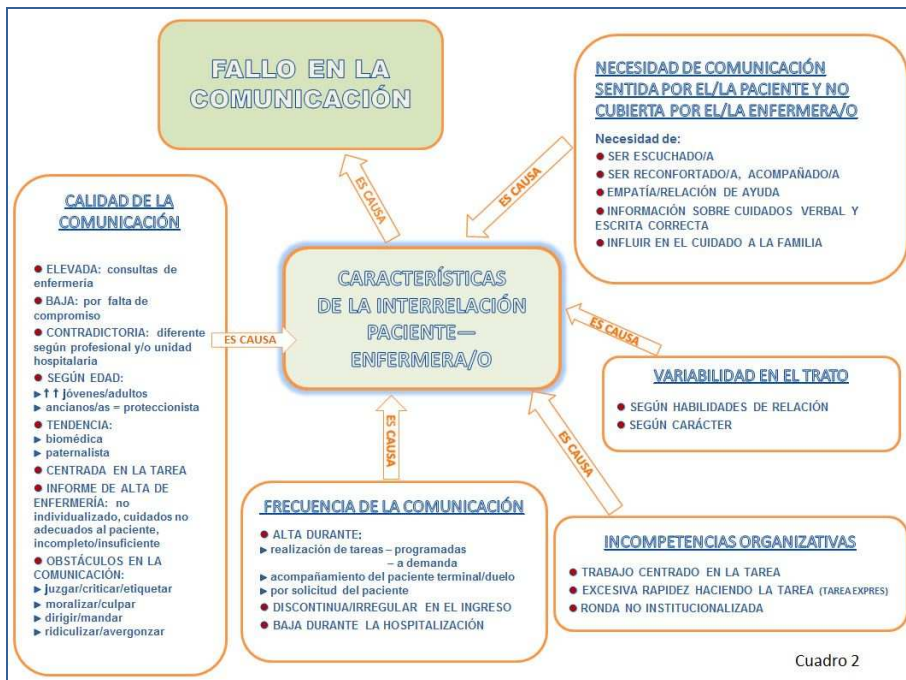 FALLO EN LA
COMUNICACIÓN
NECESIDAD DE COMUNICACIÓN
SENTIDA POR EL/LA PACIENTE Y NO
CUBIERTA POR EL/LA ENFERMERA/O
Necesidad de:
● SER ESCUCHADO/A
● SER RECONFORTADO/A, ACOMPAÑADO/A
● EMPATÍA/RELACIÓN DE AYUDA
● INFORMACIÓN SOBRE CUIDADOS VERBAL Y
ESCRITA CORRECTA
● INFLUIR EN EL CUIDADO A LA FAMILIA
ES CAUSA
ES CAUSA
CALIDAD DE LA
COMUNICACIÓN
● ELEVADA: consultas de
enfermería
● BAJA: por falta de
compromiso
● CONTRADICTORIA: diferente
según profesional y/o unidad
hospitalaria
● SEGÚN EDAD:
▶ ↑↑ jóvenes/adultos
▶ ancianos/as = proteccionista
● TENDENCIA:
▶ biomédica
▶ paternalista
● CENTRADA EN LA TAREA
● INFORME DE ALTA DE
ENFERMERÍA: no
individualizado, cuidados no
adecuados al paciente,
incompleto/insuficiente
● OBSTÁCULOS EN LA
COMUNICACIÓN:
▶ juzgar/criticar/etiquetar
▶ moralizar/culpar
▶ dirigir/mandar
▶ ridiculizar/avergonzar
ES CAUSA
CARACTERÍSTICAS
DE LA INTERRELACIÓN
PACIENTE—
ENFERMERA/O
ES CAUSA
VARIABILIDAD EN EL TRATO
● SEGÚN HABILIDADES DE RELACIÓN
● SEGÚN CARÁCTER
ES CAUSA
ES CAUSA
FRECUENCIA DE LA COMUNICACIÓN
● ALTA DURANTE:
▶ realización de tareas – programadas
– a demanda
▶ acompañamiento del paciente terminal/duelo
▶ por solicitud del paciente
● DISCONTINUA/IRREGULAR EN EL INGRESO
● BAJA DURANTE LA HOSPITALIZACIÓN
INCOMPETENCIAS ORGANIZATIVAS
● TRABAJO CENTRADO EN LA TAREA
● EXCESIVA RAPIDEZ HACIENDO LA TAREA (TAREA EXPRES)
● RONDA NO INSTITUCIONALIZADA
Cuadro 2